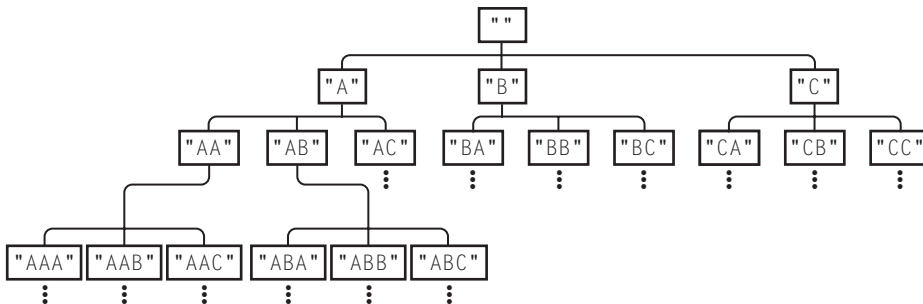 ""
"A" "B" "C"
"AA" "AB" "AC" "BA" "BB" "BC" "CA" "CB" "CC"
"AAA" "AAB" "AAC" "ABA" "ABB" "ABC"